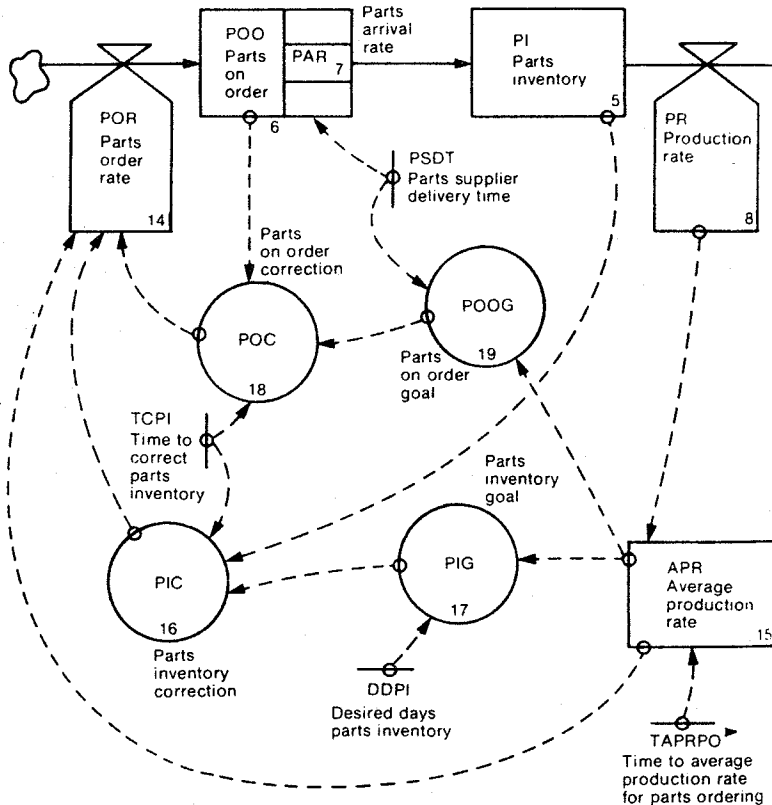 POO
Parts
on
order
6
PAR
7
Parts
arrival
rate
PI
Parts
inventory
5
POR
Parts
order
rate
14
PR
Production
rate
8
PSDT
Parts supplier
delivery time
Parts
on order
correction
POC
18
POOG
19
Parts
on order
goal
TCPI
Time to
correct
parts
inventory
Parts
inventory
goal
PIC
16
Parts
inventory
correction
PIG
17
APR
Average
production
rate
15
DDPI
Desired days
parts inventory
TAPRPO
Time to average
production rate
for parts ordering